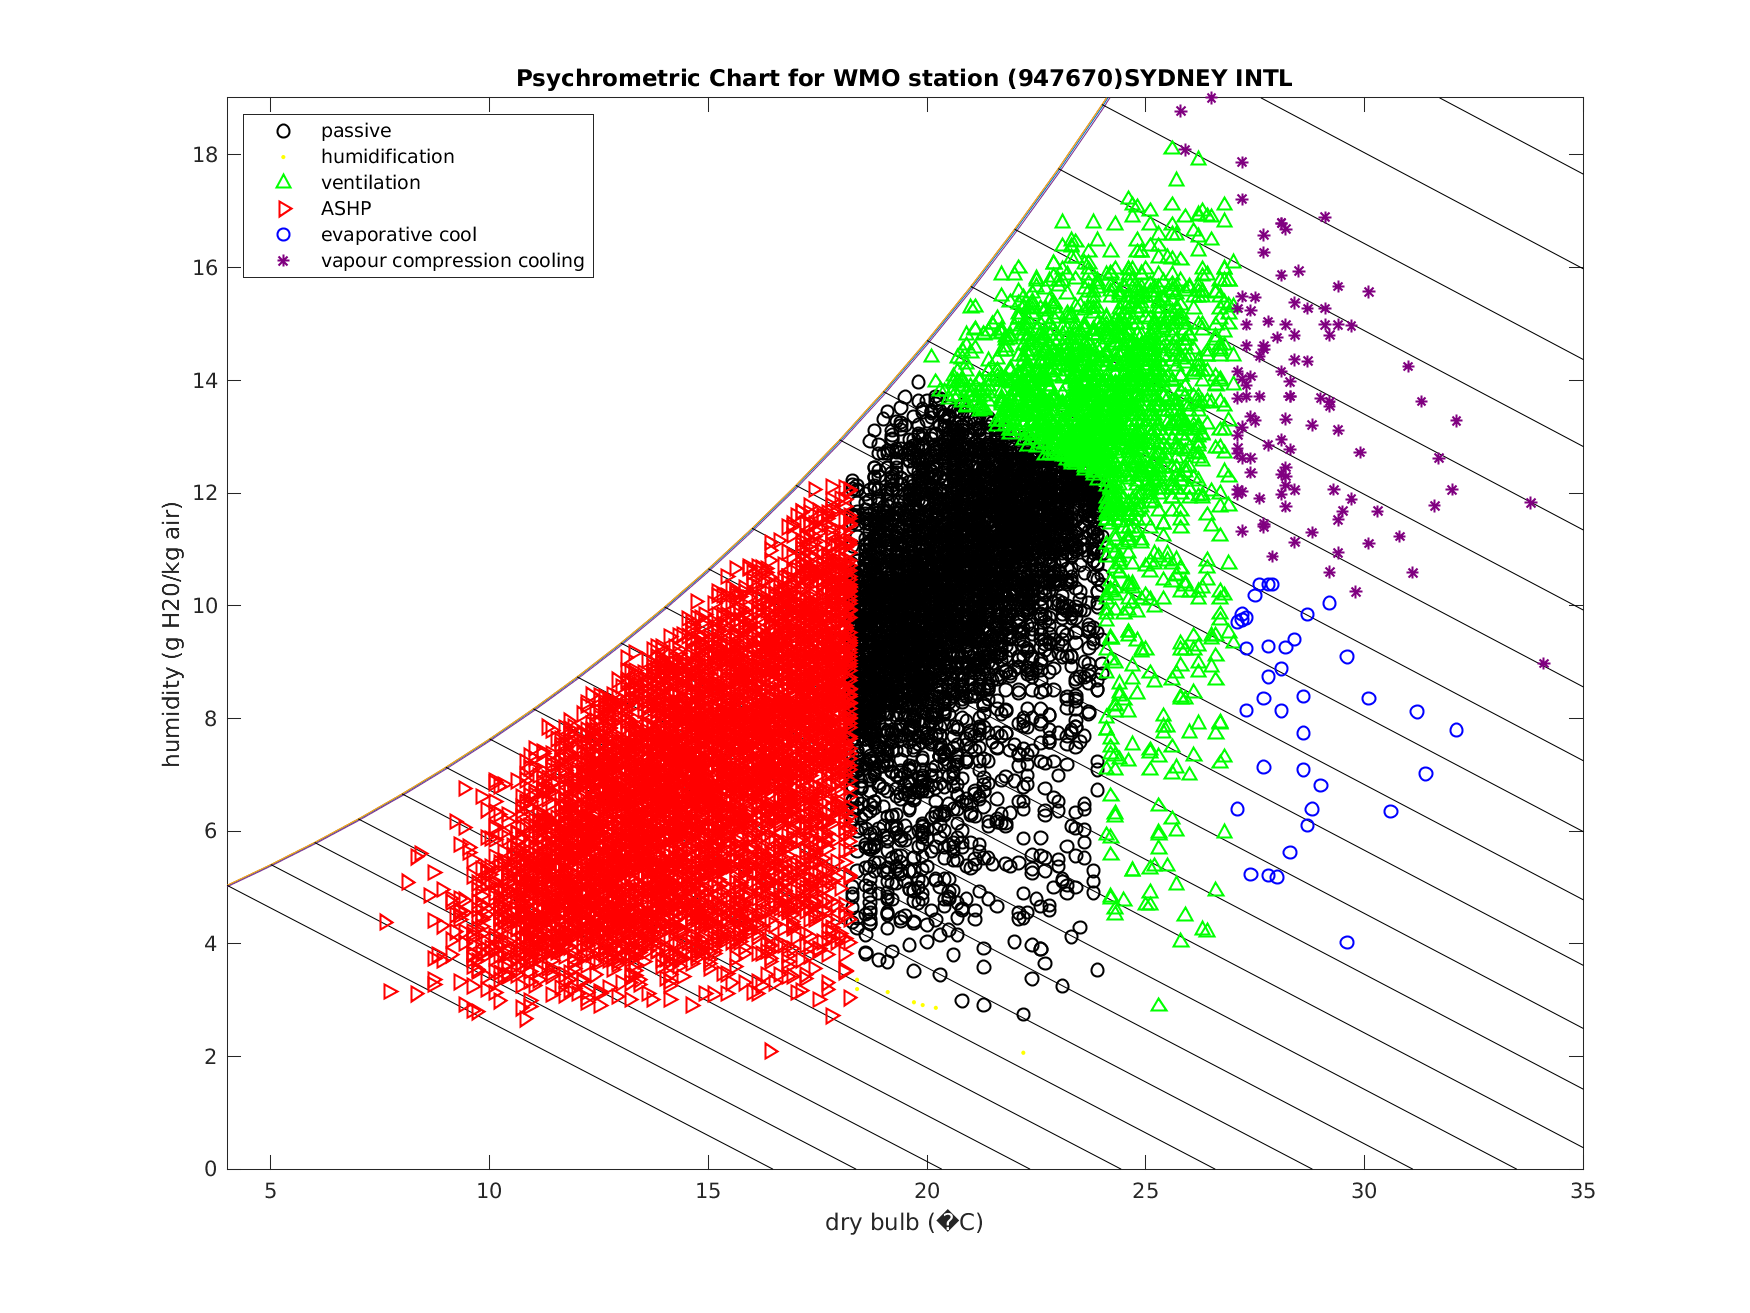 Psychrometric Chart for WMO station (947670)SYDNEY INTL
passive
humidification
ventilation
ASHP
evaporative cool
vapour compression cooling
humidity (g H20/kg air)
18
16
14
12
10
8
6
4
2
0
5
10
15
20
25
30
35
dry bulb (�C)